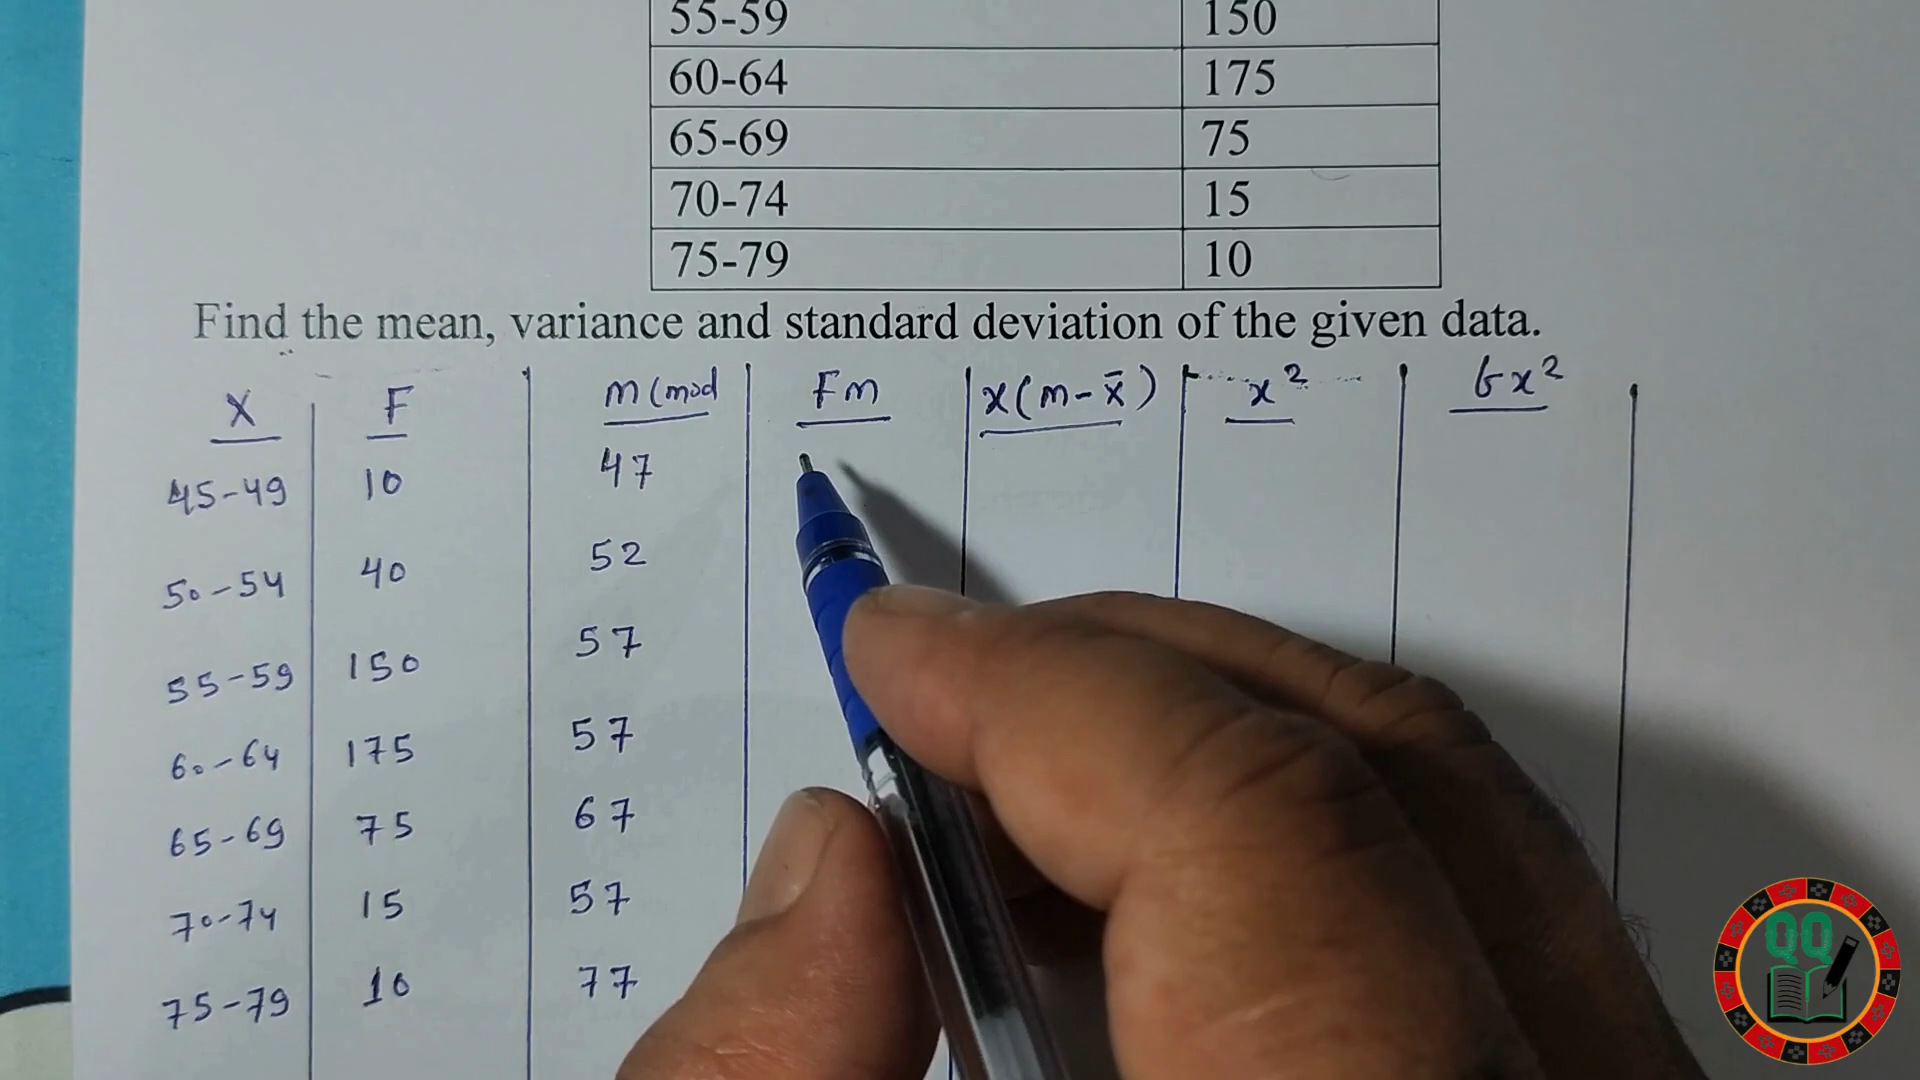 55-59 150
60-64 175
65-69 75
70-74 15
75-79 10
Find the mean, variance and standard deviation of the given data.
X F m (mod Fm x(m-x̄) x² fx²
45-49 10 47
50-54 40 52
55-59 150 57
60-64 175 57
65-69 75 67
70-74 15 57
75-79 10 77
QQ